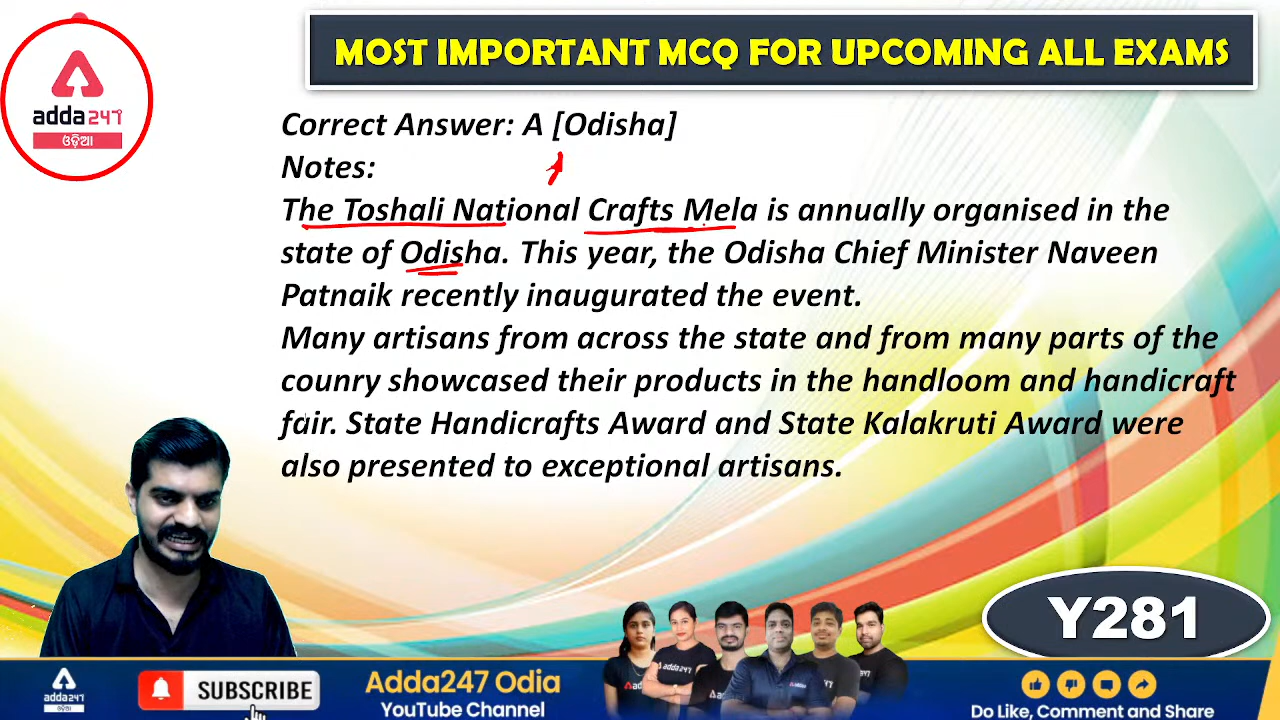 MOST IMPORTANT MCQ FOR UPCOMING ALL EXAMS
adda247
ଓଡ଼ିଆ
Correct Answer: A [Odisha]
Notes:
The Toshali National Crafts Mela is annually organised in the
state of Odisha. This year, the Odisha Chief Minister Naveen
Patnaik recently inaugurated the event.
Many artisans from across the state and from many parts of the
counry showcased their products in the handloom and handicraft
fair. State Handicrafts Award and State Kalakruti Award were
also presented to exceptional artisans.
Y281
adda247
ଓଡ଼ିଆ
SUBSCRIBE
Adda247 Odia
YouTube Channel
adda247
Do Like, Comment and Share